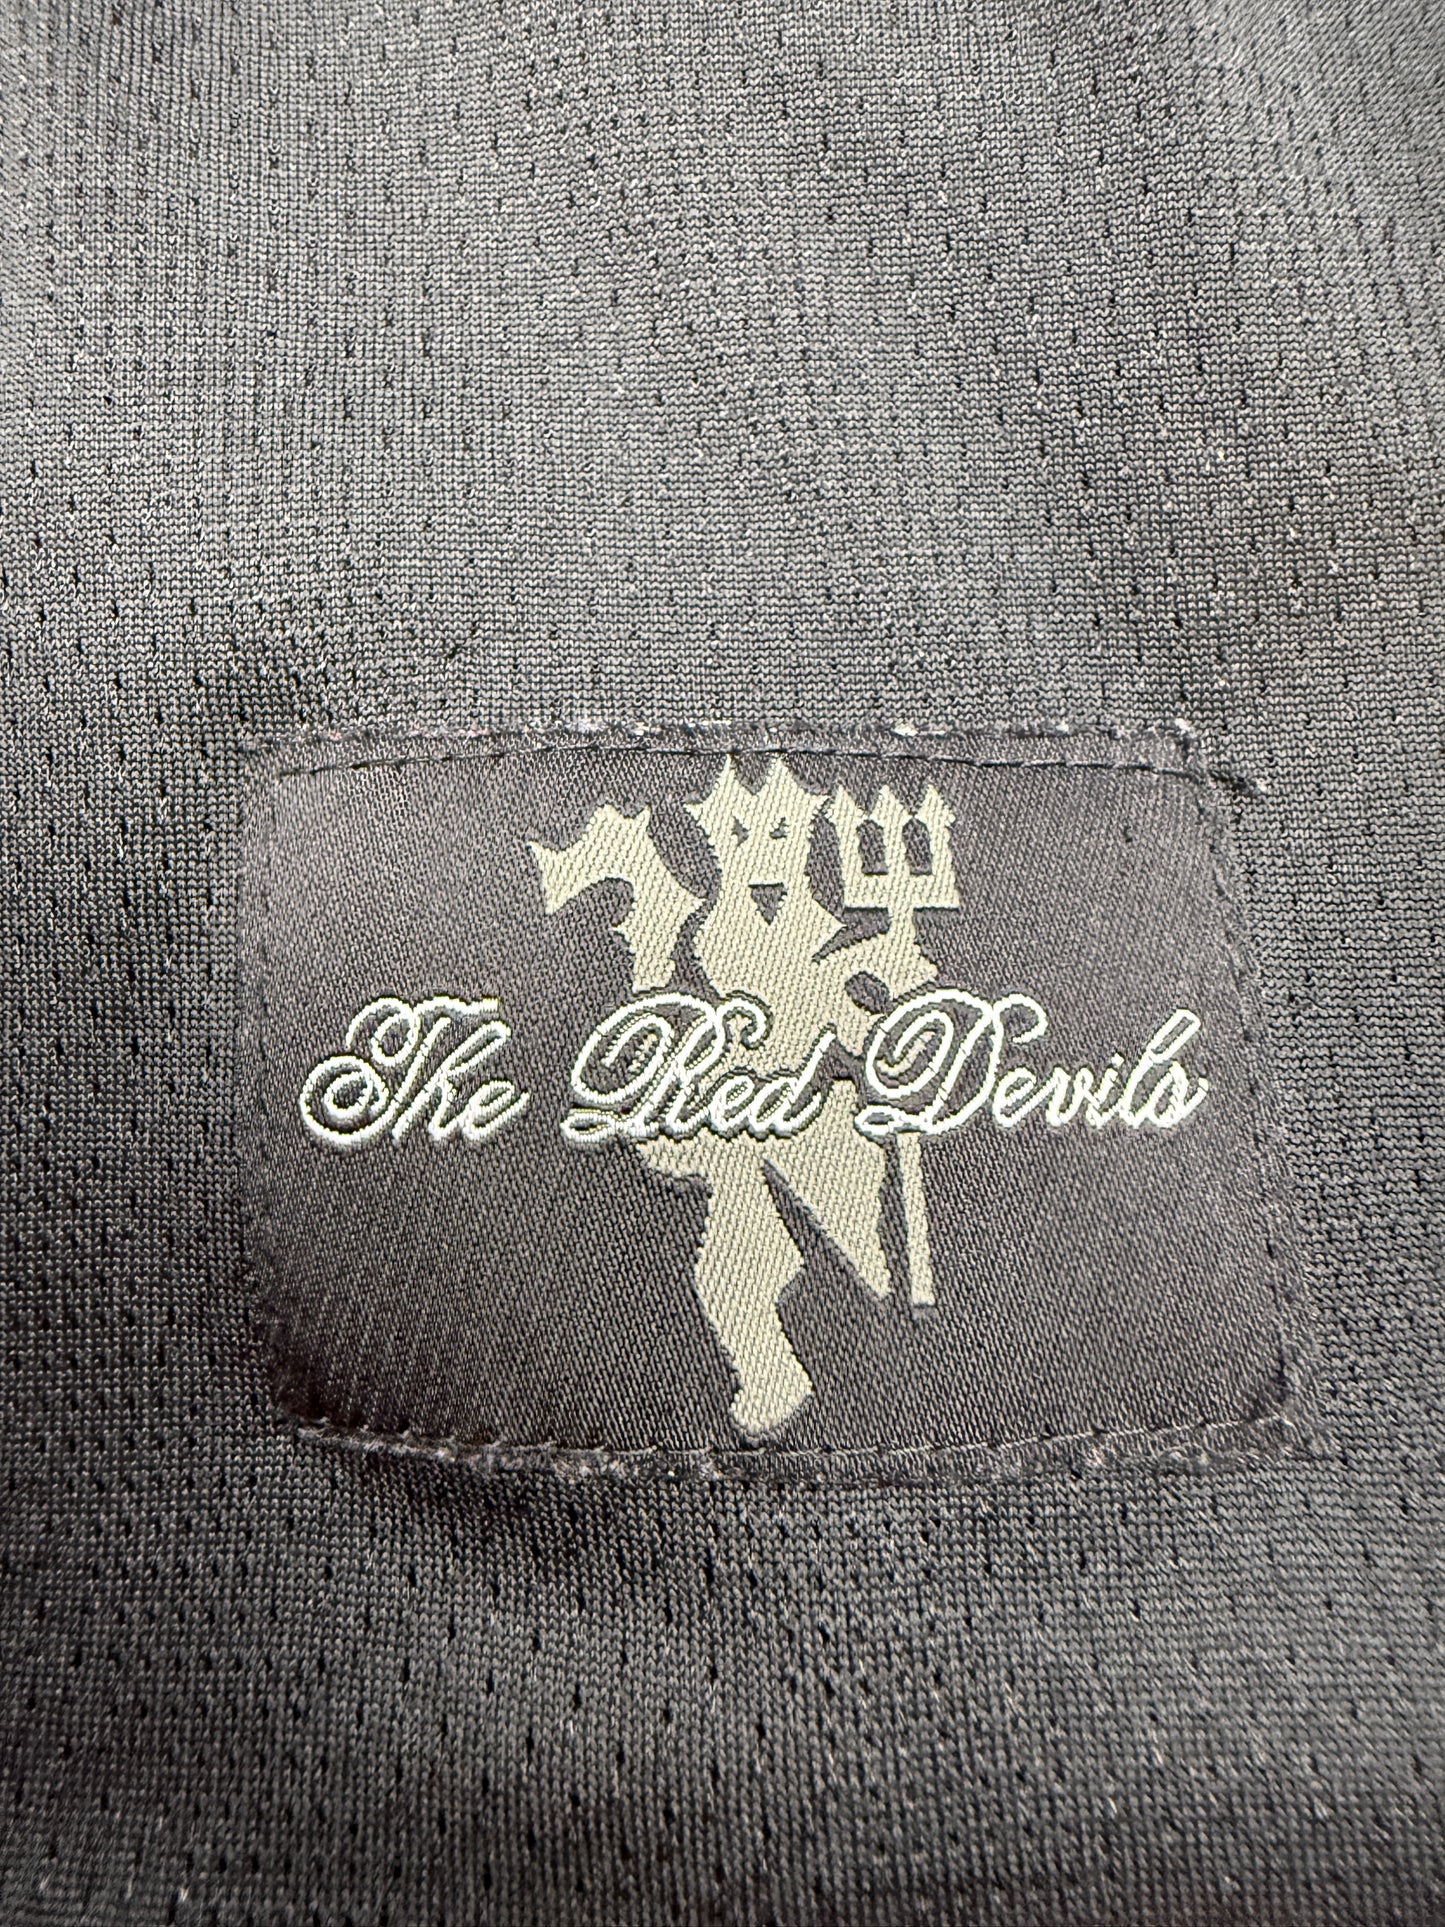 The Red Devils